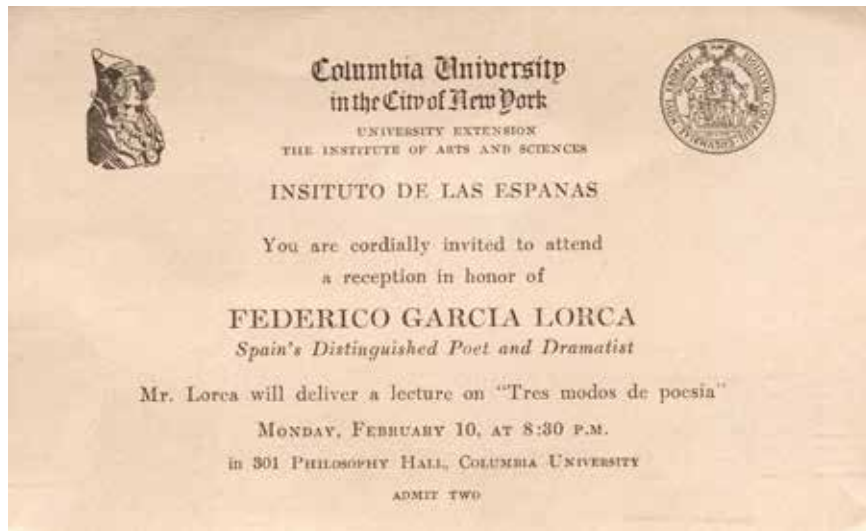 Columbia University
in the City of New York
UNIVERSITY EXTENSION
THE INSTITUTE OF ARTS AND SCIENCES
INSITUTO DE LAS ESPANAS
You are cordially invited to attend
a reception in honor of
FEDERICO GARCIA LORCA
Spain's Distinguished Poet and Dramatist
Mr. Lorca will deliver a lecture on "Tres modos de poesia"
MONDAY, FEBRUARY 10, AT 8:30 P.M.
in 301 PHILOSOPHY HALL, COLUMBIA UNIVERSITY
ADMIT TWO